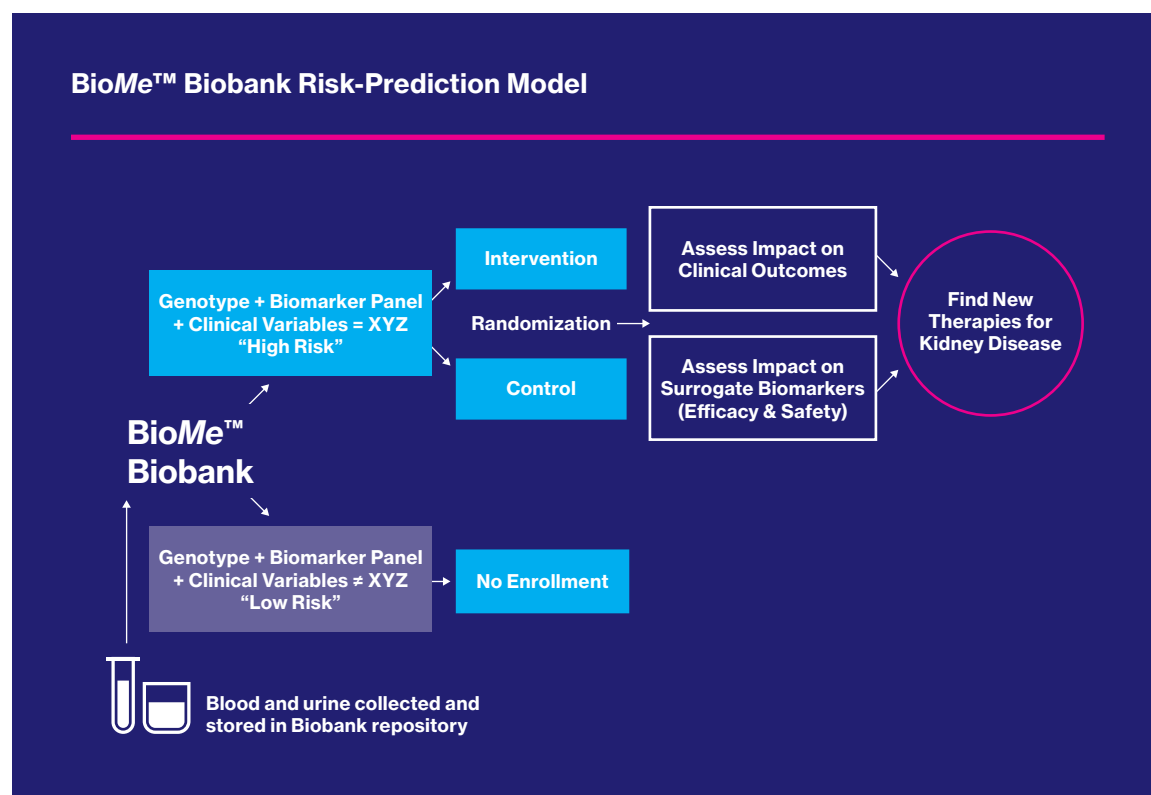 BioMe™ Biobank Risk-Prediction Model
Genotype + Biomarker Panel
+ Clinical Variables = XYZ
“High Risk”
Intervention
Randomization
Control
Assess Impact on
Clinical Outcomes
Assess Impact on
Surrogate Biomarkers
(Efficacy & Safety)
Find New
Therapies for
Kidney Disease
BioMe™
Biobank
Genotype + Biomarker Panel
+ Clinical Variables ≠ XYZ
“Low Risk”
No Enrollment
Blood and urine collected and
stored in Biobank repository